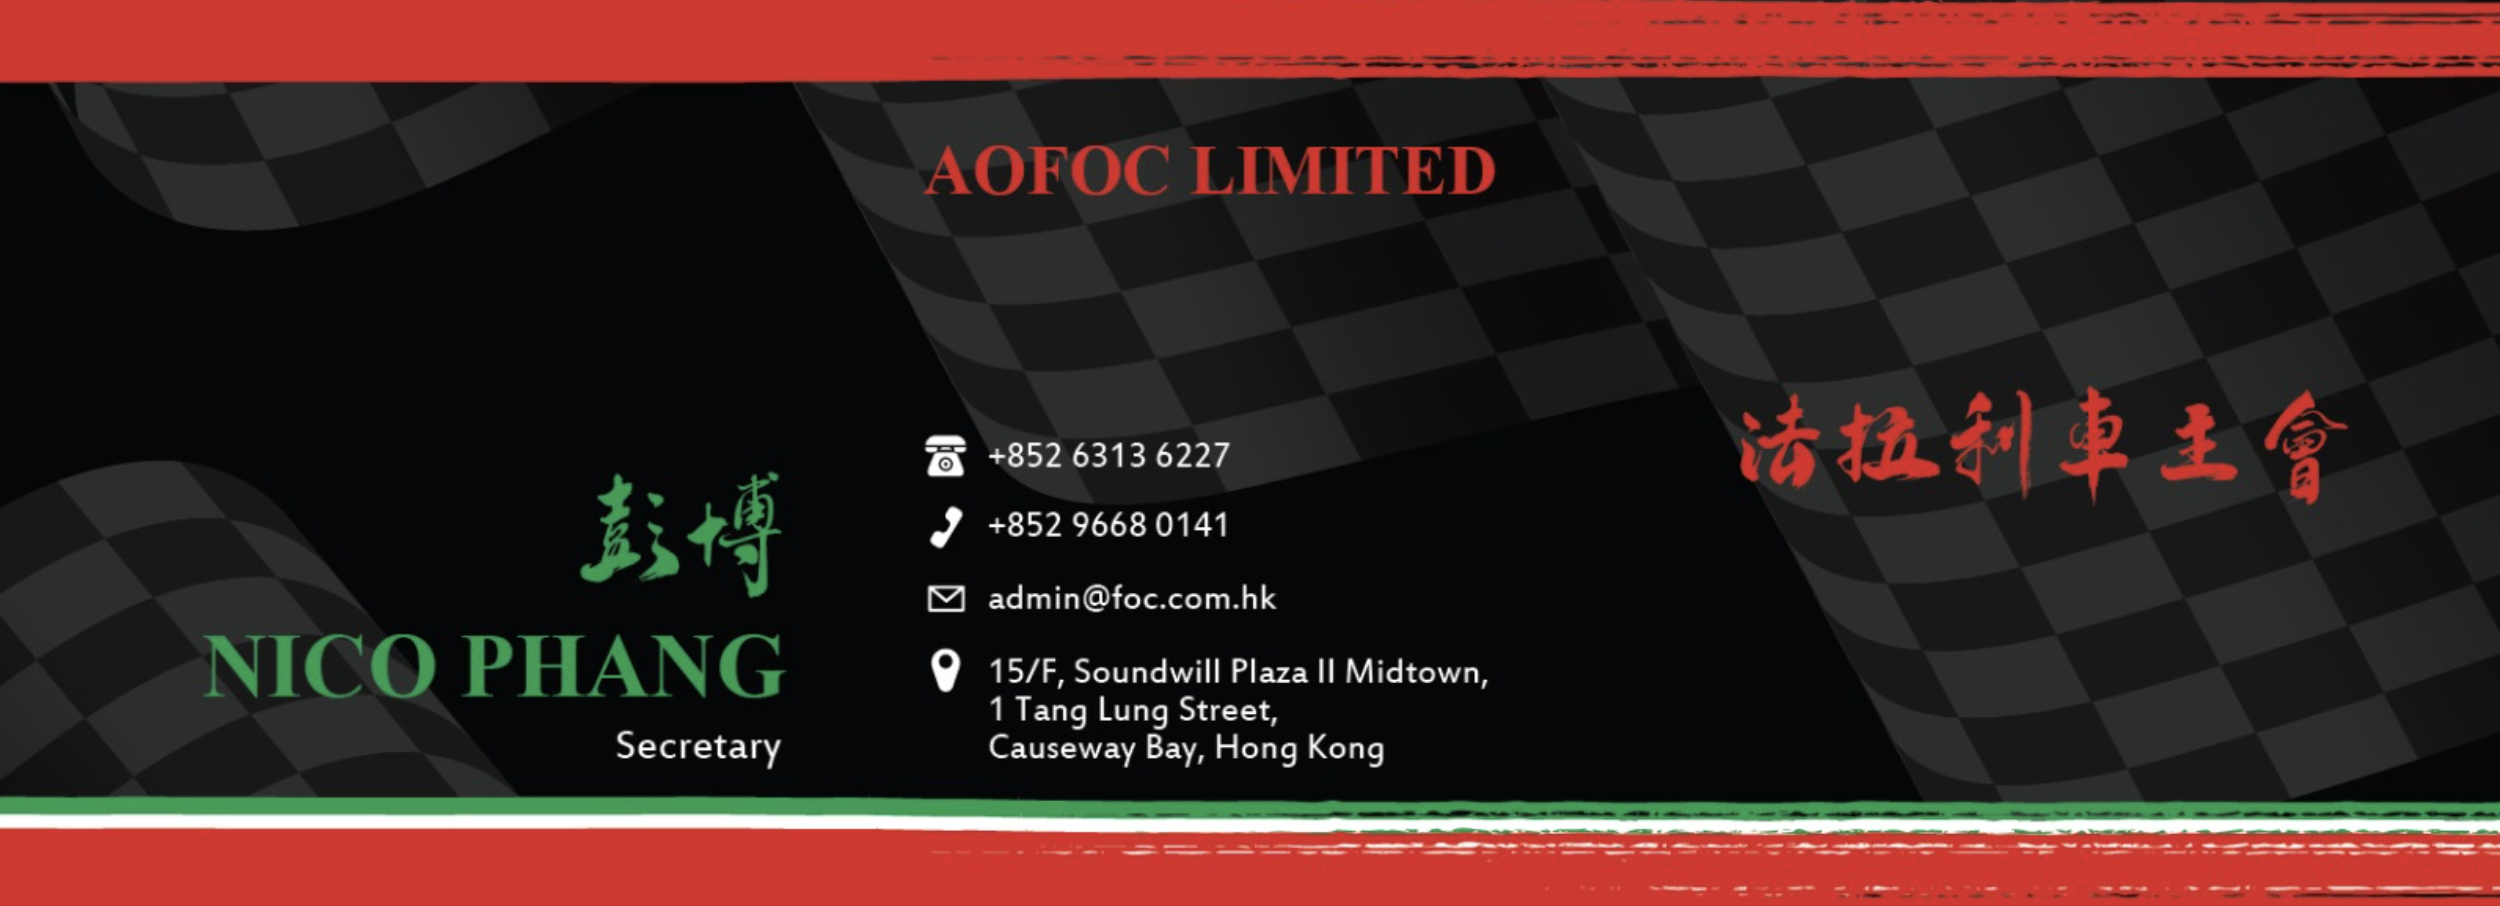 AOFOC LIMITED
法拉利車主會
彭博
NICO PHANG
Secretary
+852 6313 6227
+852 9668 0141
admin@foc.com.hk
15/F, Soundwill Plaza II Midtown,
1 Tang Lung Street,
Causeway Bay, Hong Kong